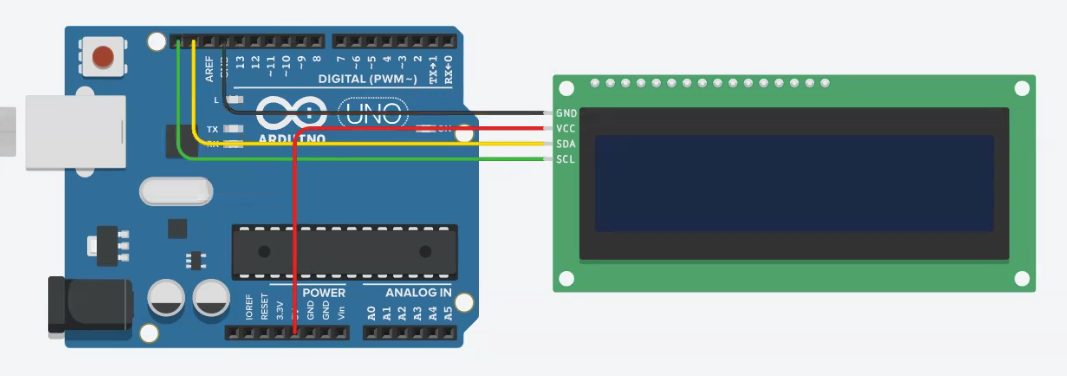 AREF
GND
13
12
~11
~10
~9
8
7
~6
~5
4
~3
2
TX→1
RX←0
DIGITAL (PWM~)
L
TX
RX
UNO
ARDUINO
ON
GND
VCC
SDA
SCL
POWER
ANALOG IN
IOREF
RESET
3.3V
GND
GND
Vin
A0
A1
A2
A3
A4
A5